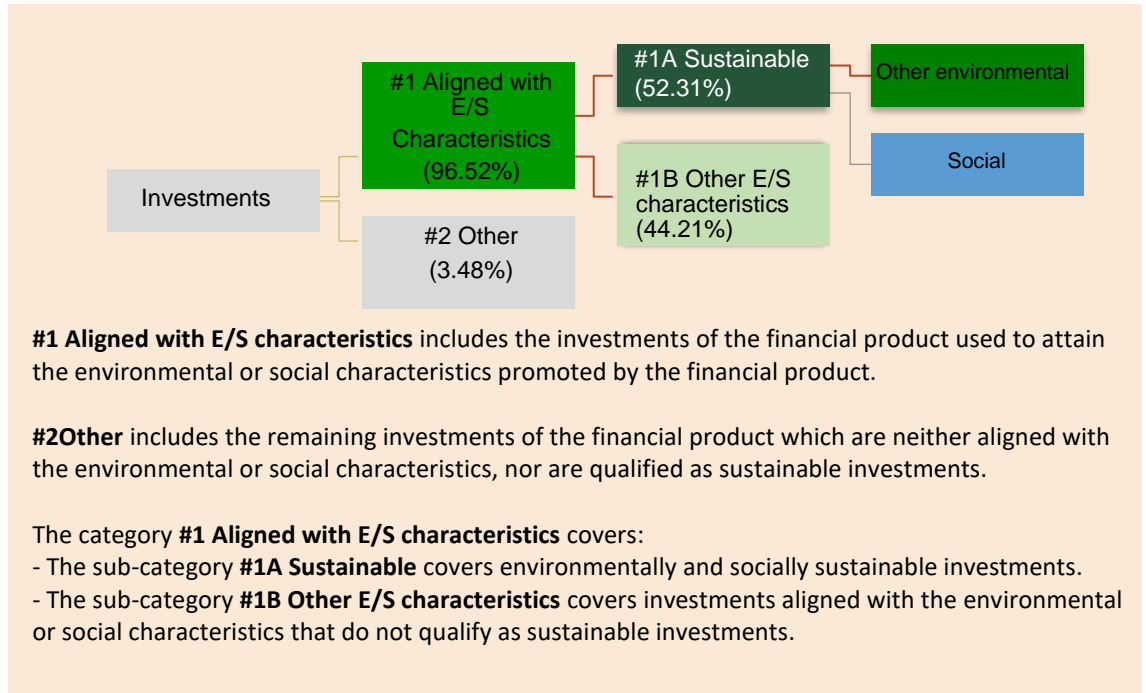 Investments
#1 Aligned with
E/S
Characteristics
(96.52%)
#2 Other
(3.48%)
#1A Sustainable
(52.31%)
#1B Other E/S
characteristics
(44.21%)
Other environmental
Social
#1 Aligned with E/S characteristics includes the investments of the financial product used to attain
the environmental or social characteristics promoted by the financial product.
#2Other includes the remaining investments of the financial product which are neither aligned with
the environmental or social characteristics, nor are qualified as sustainable investments.
The category #1 Aligned with E/S characteristics covers:
- The sub-category #1A Sustainable covers environmentally and socially sustainable investments.
- The sub-category #1B Other E/S characteristics covers investments aligned with the environmental
or social characteristics that do not qualify as sustainable investments.